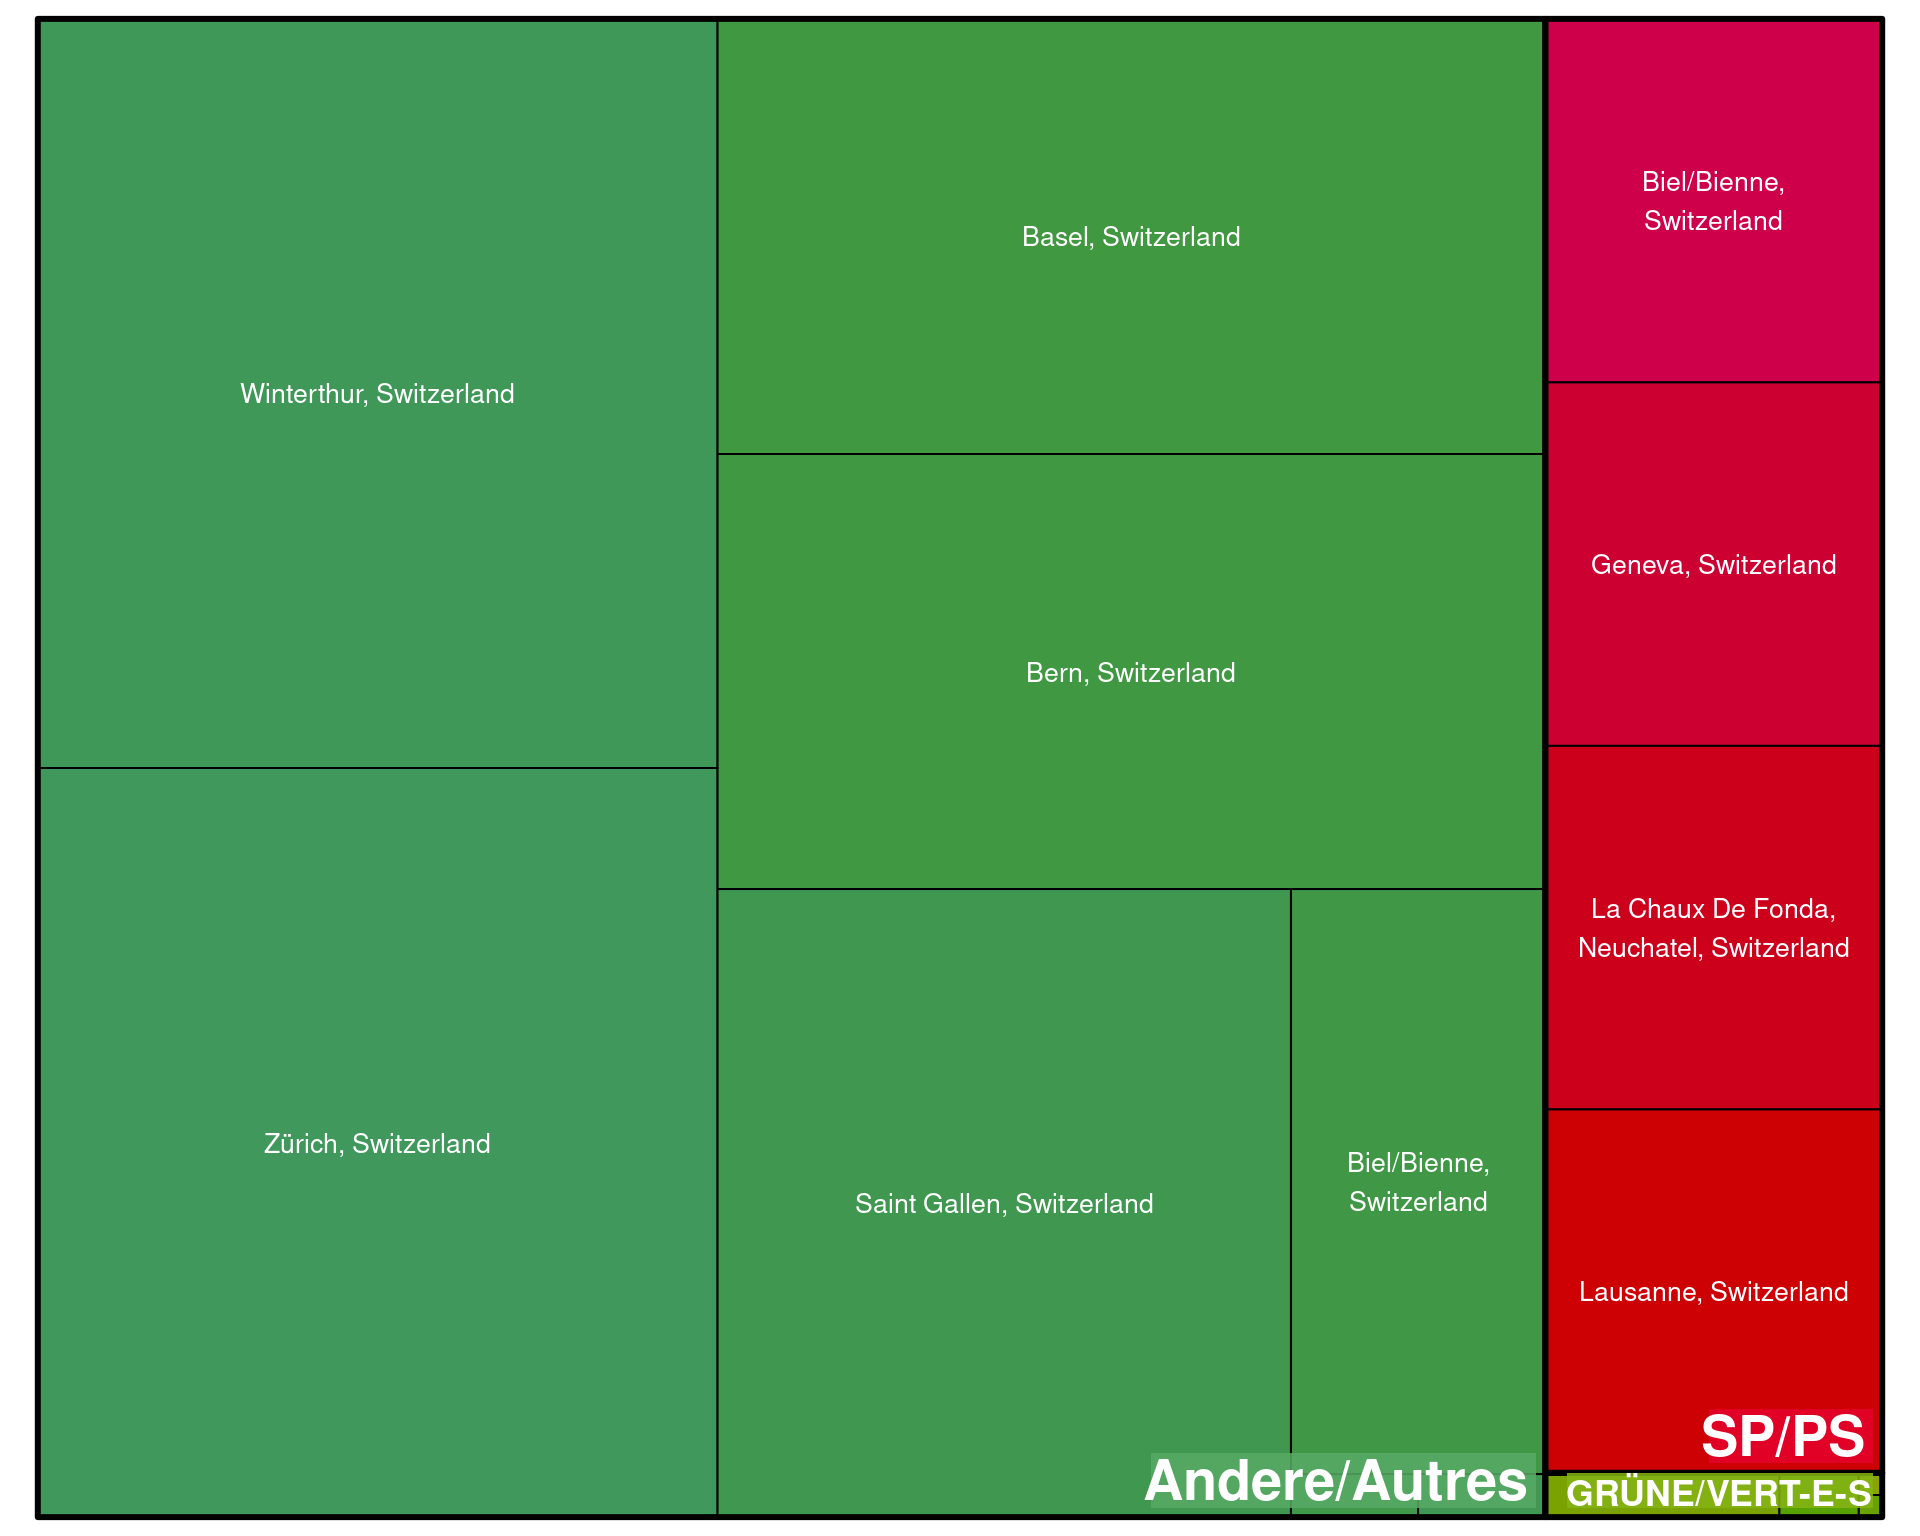 Winterthur, Switzerland
Zürich, Switzerland
Basel, Switzerland
Bern, Switzerland
Saint Gallen, Switzerland
Biel/Bienne,
Switzerland
Andere/Autres
Biel/Bienne,
Switzerland
Geneva, Switzerland
La Chaux De Fonda,
Neuchatel, Switzerland
Lausanne, Switzerland
SP/PS
GRÜNE/VERT-E-S